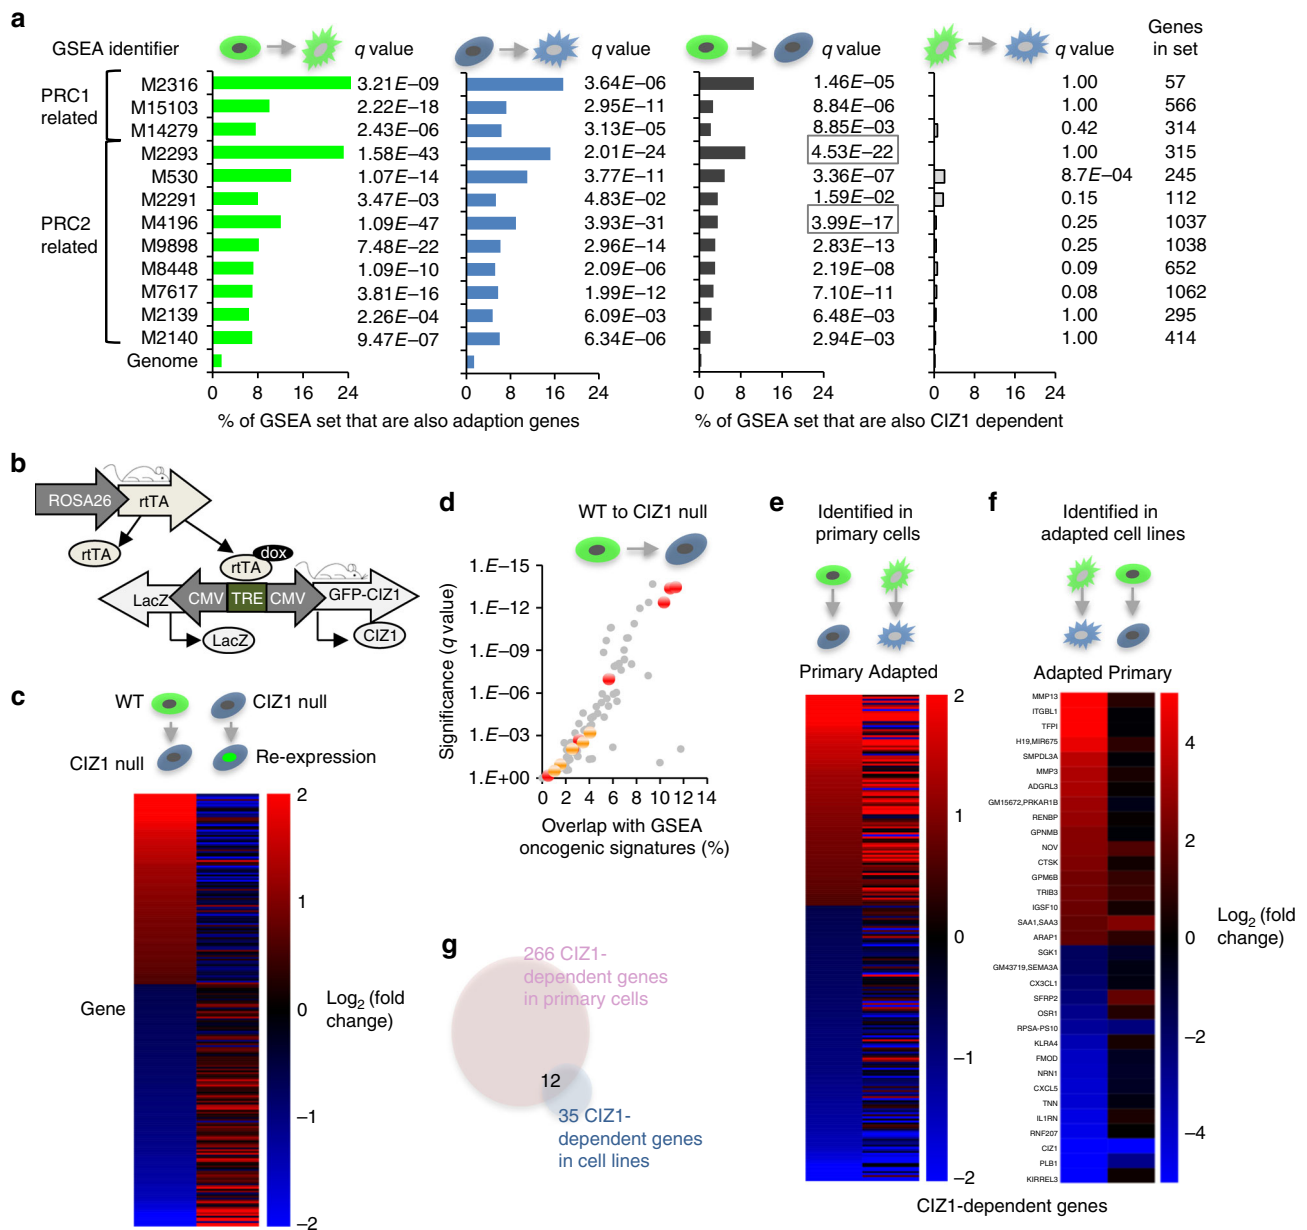 a
GSEA identifier
q value
q value
q value
q value
Genes
in set
PRC1
related
PRC2
related
M2316 3.21E–09 3.64E–06 1.46E–05 1.00 57
M15103 2.22E–18 2.95E–11 8.84E–06 1.00 566
M14279 2.43E–06 3.13E–05 8.85E–03 0.42 314
M2293 1.58E–43 2.01E–24 4.53E–22 1.00 315
M530 1.07E–14 3.77E–11 3.36E–07 8.7E–04 245
M2291 3.47E–03 4.83E–02 1.59E–02 0.15 112
M4196 1.09E–47 3.93E–31 3.99E–17 0.25 1037
M9898 7.48E–22 2.96E–14 2.83E–13 0.25 1038
M8448 1.09E–10 2.09E–06 2.19E–08 0.09 652
M7617 3.81E–16 1.99E–12 7.10E–11 0.08 1062
M2139 2.26E–04 6.09E–03 6.48E–03 1.00 295
M2140 9.47E–07 6.34E–06 2.94E–03 1.00 414
Genome
0 8 16 24
0 8 16 24
0 8 16 24
0 8 16 24
% of GSEA set that are also adaption genes
% of GSEA set that are also CIZ1 dependent
b
ROSA26
rtTA
rtTA
rtTA
dox
LacZ
CMV
TRE
CMV
GFP-CIZ1
LacZ
CIZ1
c
WT
CIZ1 null
CIZ1 null
Re-expression
Gene
2
1
0
–1
–2
Log2 (fold
change)
d
WT to CIZ1 null
Significance (q value)
1.E–15
1.E–12
1.E–09
1.E–06
1.E–03
1.E+00
0 2 4 6 8 10 12 14
Overlap with GSEA
oncogenic signatures (%)
e
Identified in
primary cells
Primary Adapted
2
1
0
–1
–2
f
Identified in
adapted cell lines
Adapted Primary
MMP13
ITGBL1
TFPI
H19,MIR675
SMPDL3A
MMP3
ADGRL3
GM15672,PRKAR1B
RENBP
GPNMB
NOV
CTSK
GPM6B
TRIB3
IGSF10
SAA1,SAA3
ARAP1
SGK1
GM43719,SEMA3A
CX3CL1
SFRP2
OSR1
RPSA-PS10
KLRA4
FMOD
NRN1
CXCL5
TNN
IL1RN
RNF207
CIZ1
PLB1
KIRREL3
4
2
0
–2
–4
Log2 (fold
change)
CIZ1-dependent genes
g
266 CIZ1-
dependent genes
in primary cells
12
35 CIZ1-
dependent genes
in cell lines